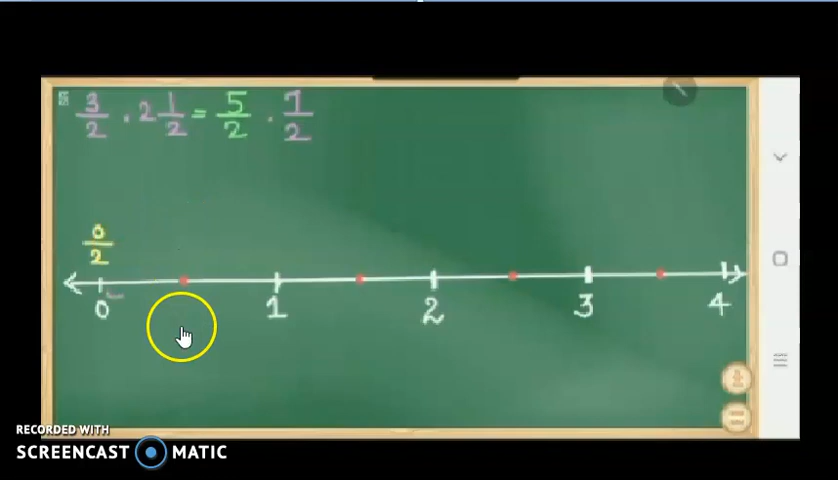 3/2 . 2 1/2 = 5/2 . 1/2
0/2
0 1 2 3 4
RECORDED WITH
SCREENCAST MATIC